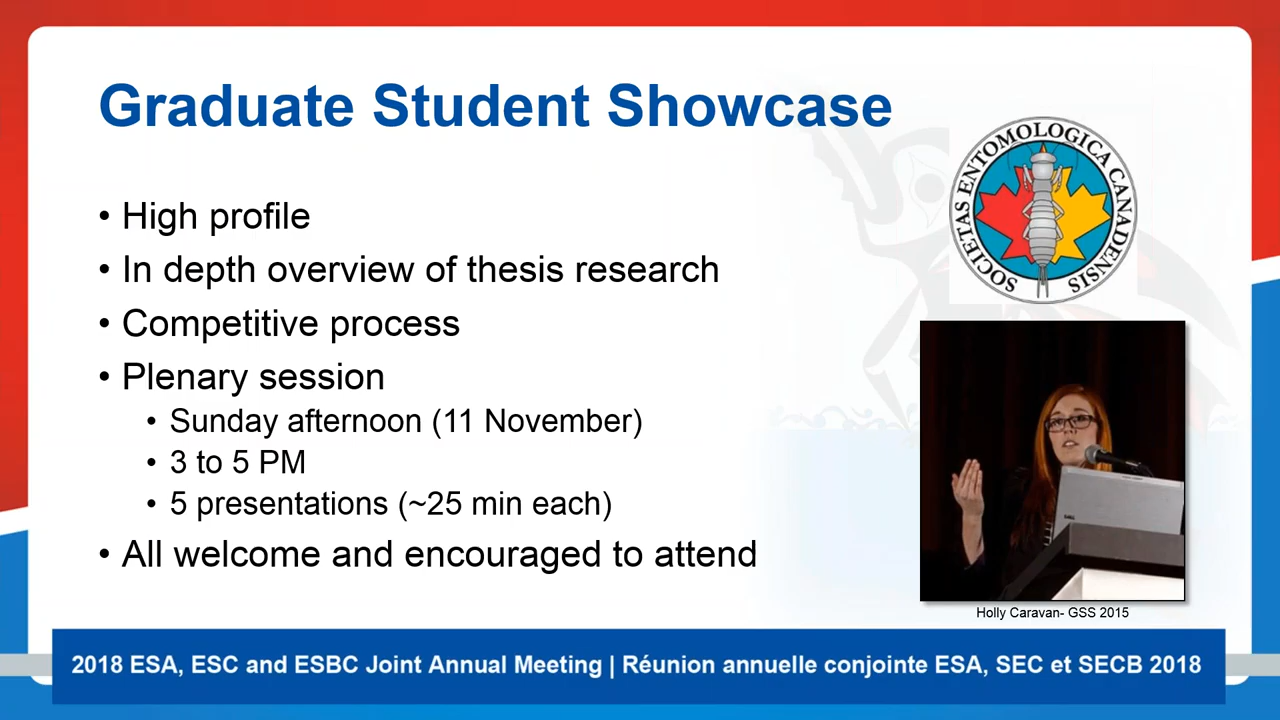 Graduate Student Showcase
SOCIETAS ENTOMOLOGICA CANADENSIS
• High profile
• In depth overview of thesis research
• Competitive process
• Plenary session
• Sunday afternoon (11 November)
• 3 to 5 PM
• 5 presentations (~25 min each)
• All welcome and encouraged to attend
DELL
Holly Caravan- GSS 2015
2018 ESA, ESC and ESBC Joint Annual Meeting | Réunion annuelle conjointe ESA, SEC et SECB 2018